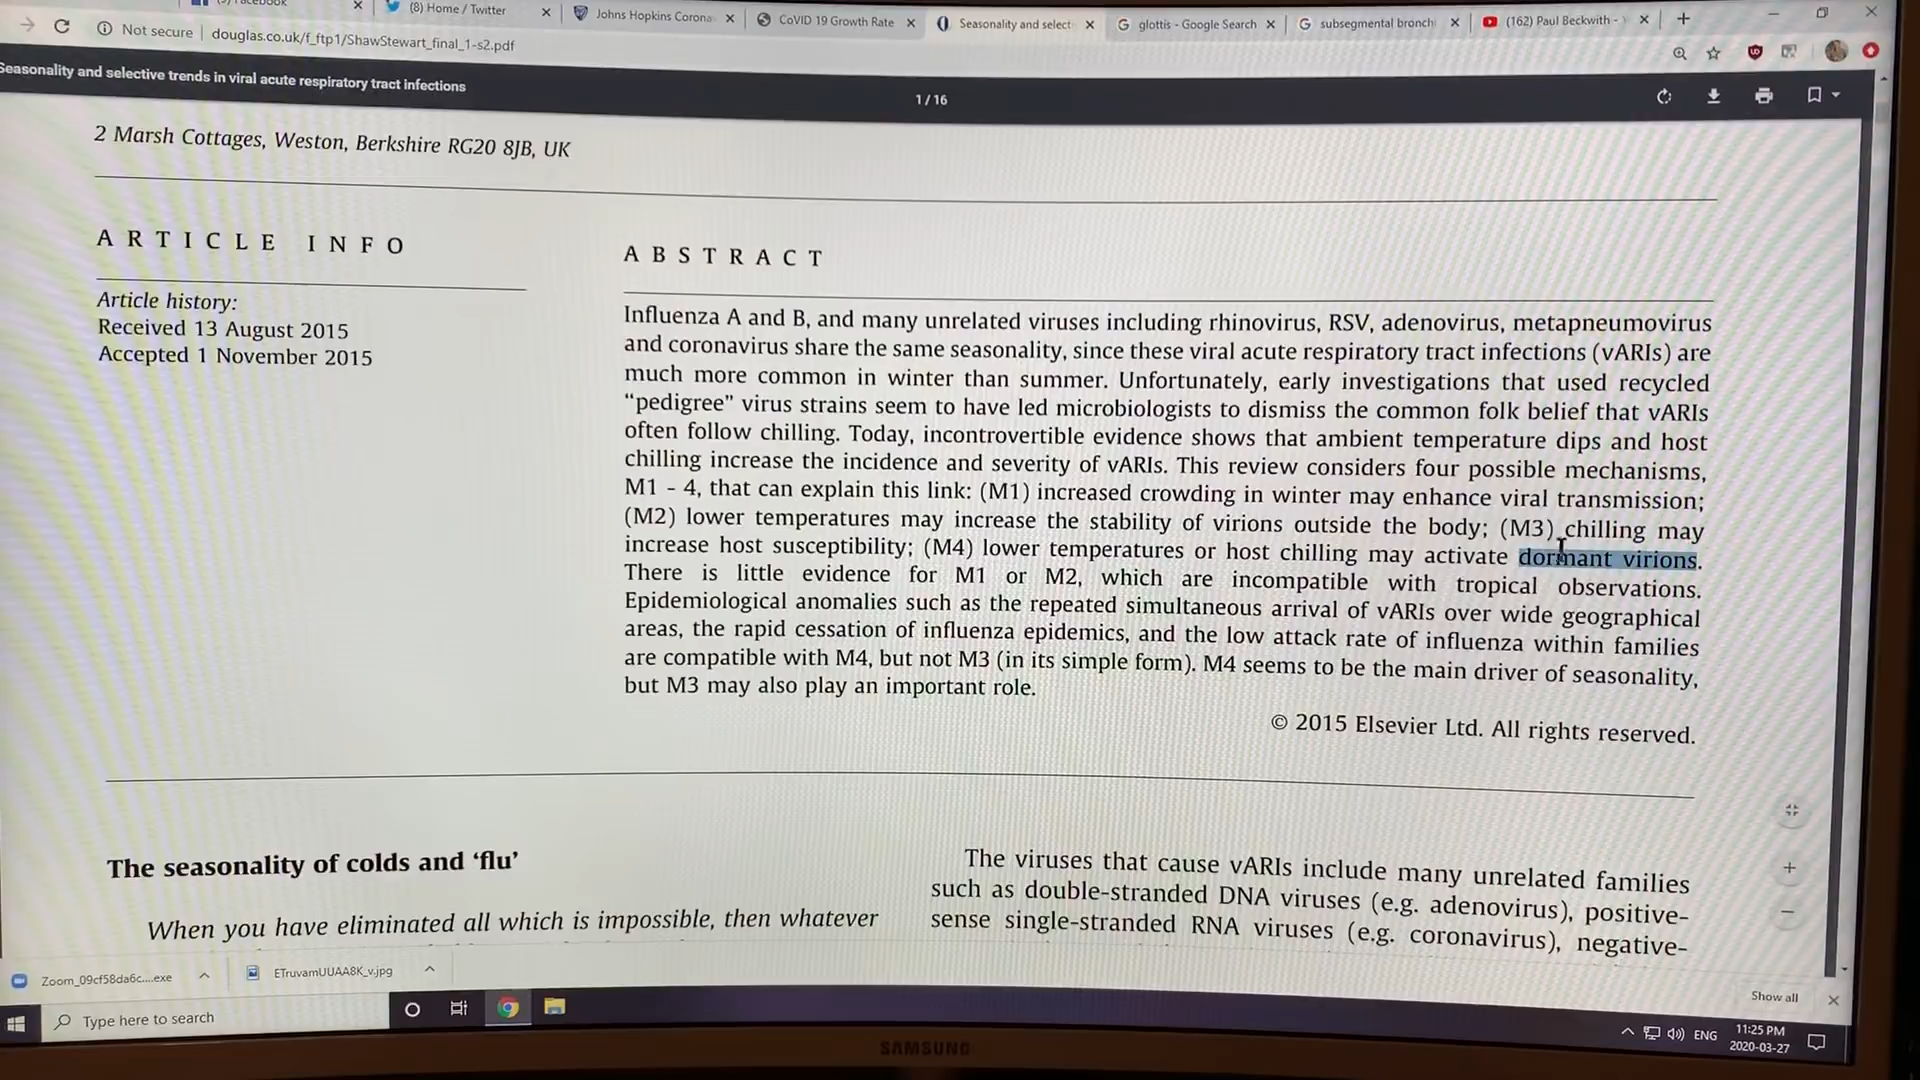 (8) Home / Twitter
Johns Hopkins Corona
CoVID 19 Growth Rate
Seasonality and select
glottis - Google Search
subsegmental bronchi
(162) Paul Beckwith -
Not secure | douglas.co.uk/f_ftp1/ShawStewart_final_1-s2.pdf
Seasonality and selective trends in viral acute respiratory tract infections
1 / 16
2 Marsh Cottages, Weston, Berkshire RG20 8JB, UK
ARTICLE INFO
Article history:
Received 13 August 2015
Accepted 1 November 2015
ABSTRACT
Influenza A and B, and many unrelated viruses including rhinovirus, RSV, adenovirus, metapneumovirus
and coronavirus share the same seasonality, since these viral acute respiratory tract infections (vARIs) are
much more common in winter than summer. Unfortunately, early investigations that used recycled
“pedigree” virus strains seem to have led microbiologists to dismiss the common folk belief that vARIs
often follow chilling. Today, incontrovertible evidence shows that ambient temperature dips and host
chilling increase the incidence and severity of vARIs. This review considers four possible mechanisms,
M1 - 4, that can explain this link: (M1) increased crowding in winter may enhance viral transmission;
(M2) lower temperatures may increase the stability of virions outside the body; (M3) chilling may
increase host susceptibility; (M4) lower temperatures or host chilling may activate dormant virions.
There is little evidence for M1 or M2, which are incompatible with tropical observations.
Epidemiological anomalies such as the repeated simultaneous arrival of vARIs over wide geographical
areas, the rapid cessation of influenza epidemics, and the low attack rate of influenza within families
are compatible with M4, but not M3 (in its simple form). M4 seems to be the main driver of seasonality,
but M3 may also play an important role.
© 2015 Elsevier Ltd. All rights reserved.
The seasonality of colds and ‘flu’
When you have eliminated all which is impossible, then whatever
The viruses that cause vARIs include many unrelated families
such as double-stranded DNA viruses (e.g. adenovirus), positive-
sense single-stranded RNA viruses (e.g. coronavirus), negative-
Zoom_09cf58da6c....exe
ETruvamUUAA8K_v.jpg
Show all
Type here to search
ENG
11:25 PM
2020-03-27
SAMSUNG